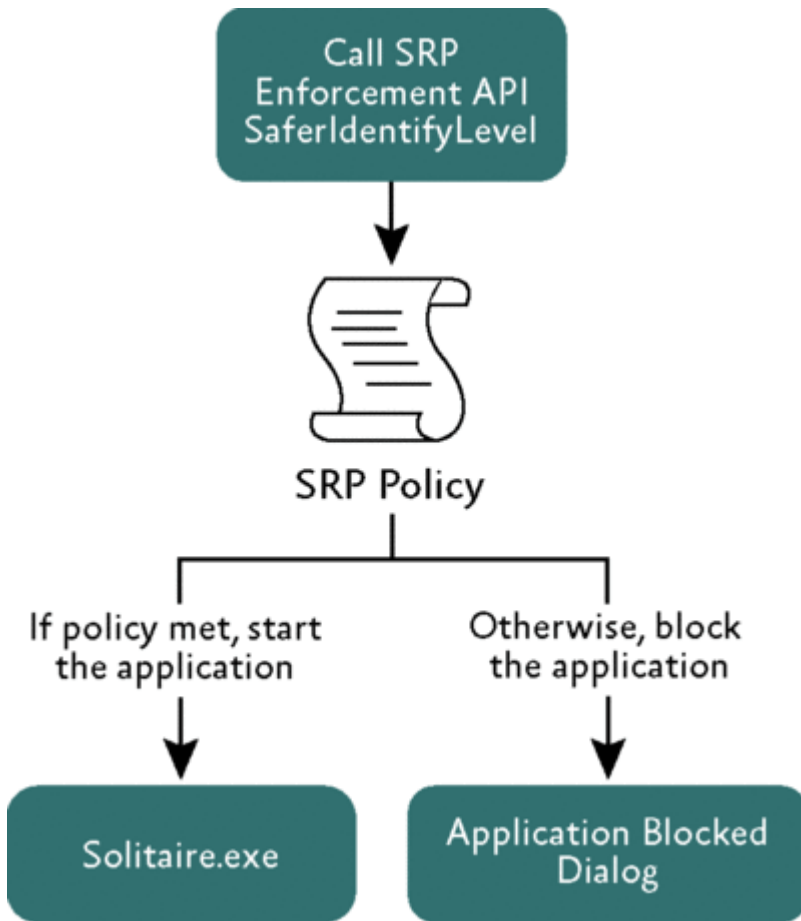 Call SRP
Enforcement API
SaferIdentifyLevel
SRP Policy
If policy met, start
the application
Otherwise, block
the application
Solitaire.exe
Application Blocked
Dialog